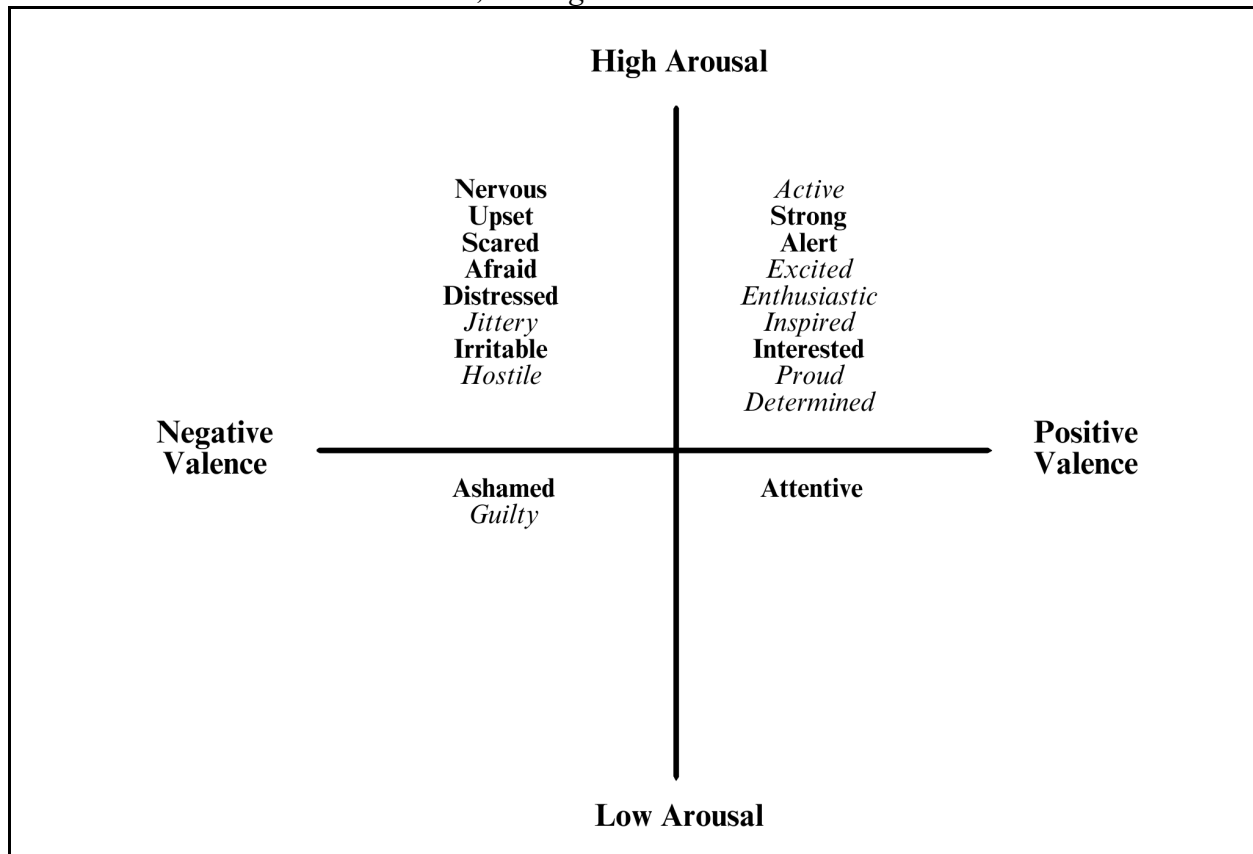 High Arousal
Nervous
Upset
Scared
Afraid
Distressed
Jittery
Irritable
Hostile
Active
Strong
Alert
Excited
Enthusiastic
Inspired
Interested
Proud
Determined
Negative
Valence
Positive
Valence
Ashamed
Guilty
Attentive
Low Arousal